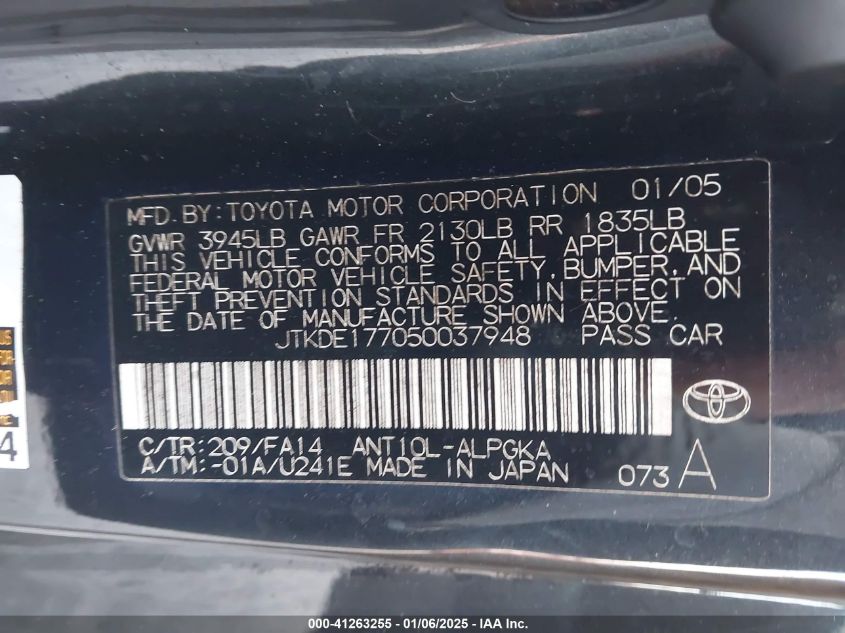 MFD.BY:TOYOTA MOTOR CORPORATION 01/05
GVWR 3945LB GAWR FR 2130LB RR 1835LB
THIS VEHICLE CONFORMS TO ALL APPLICABLE
FEDERAL MOTOR VEHICLE SAFETY,BUMPER,AND
THEFT PREVENTION STANDARDS IN EFFECT ON
THE DATE OF MANUFACTURE SHOWN ABOVE.
JTKDE177050037948 PASS CAR
C/TR:209/FA14 ANT10L-ALPGKA
A/TM:-01A/U241E MADE IN JAPAN 073 A
4
000-41263255 - 01/06/2025 - IAA Inc.